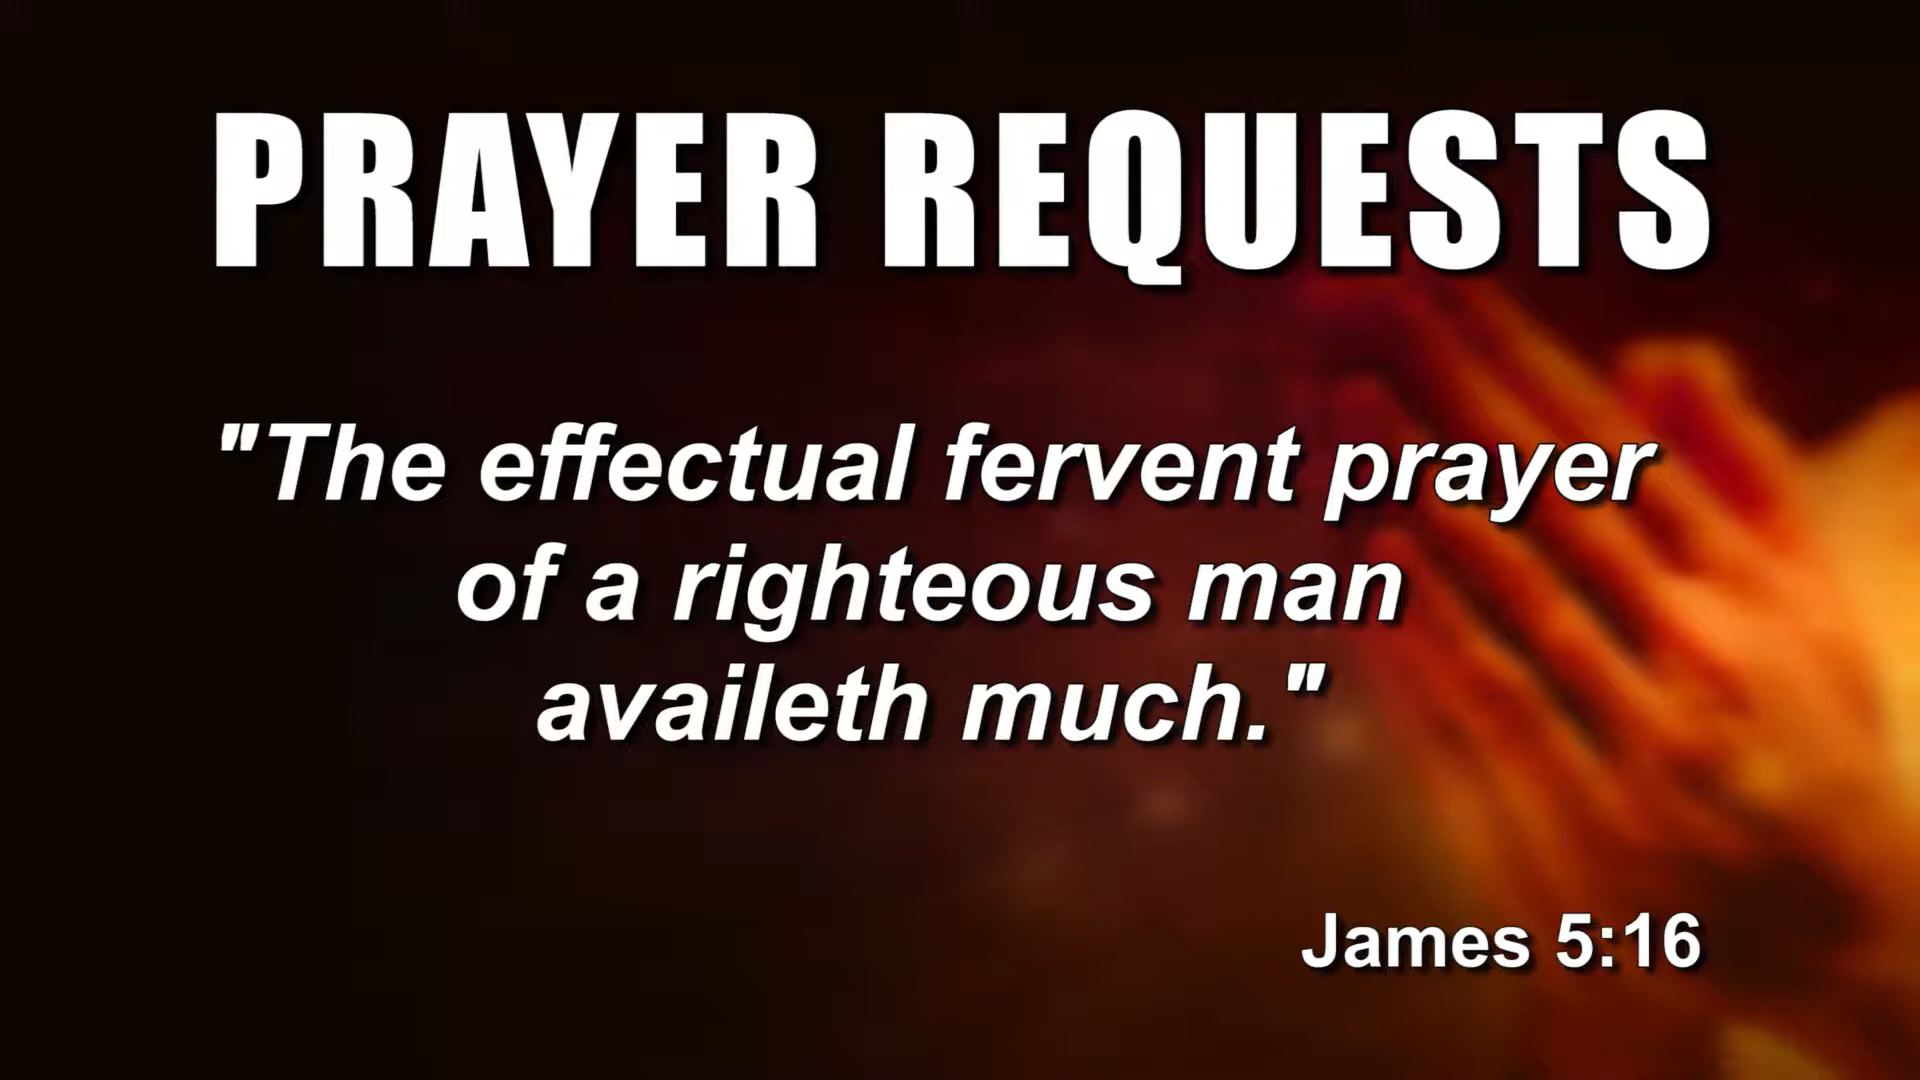 PRAYER REQUESTS
"The effectual fervent prayer
of a righteous man
availeth much."
James 5:16